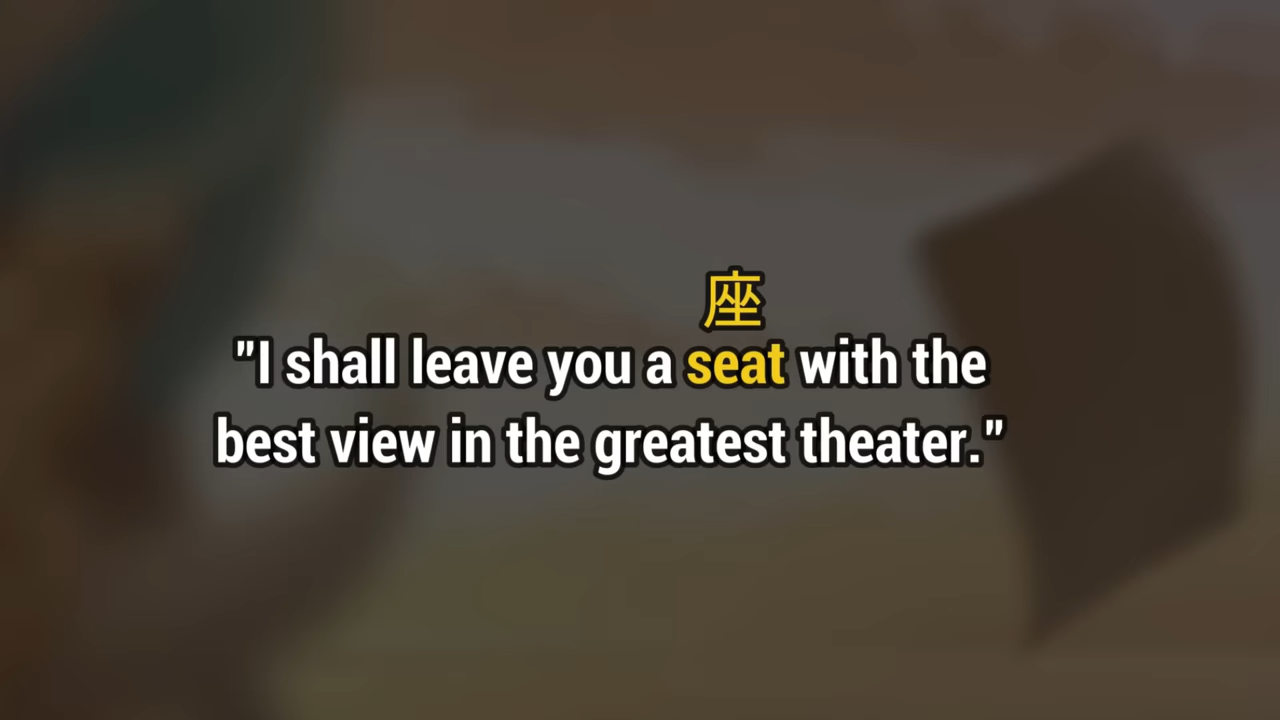 座
"I shall leave you a seat with the
best view in the greatest theater."